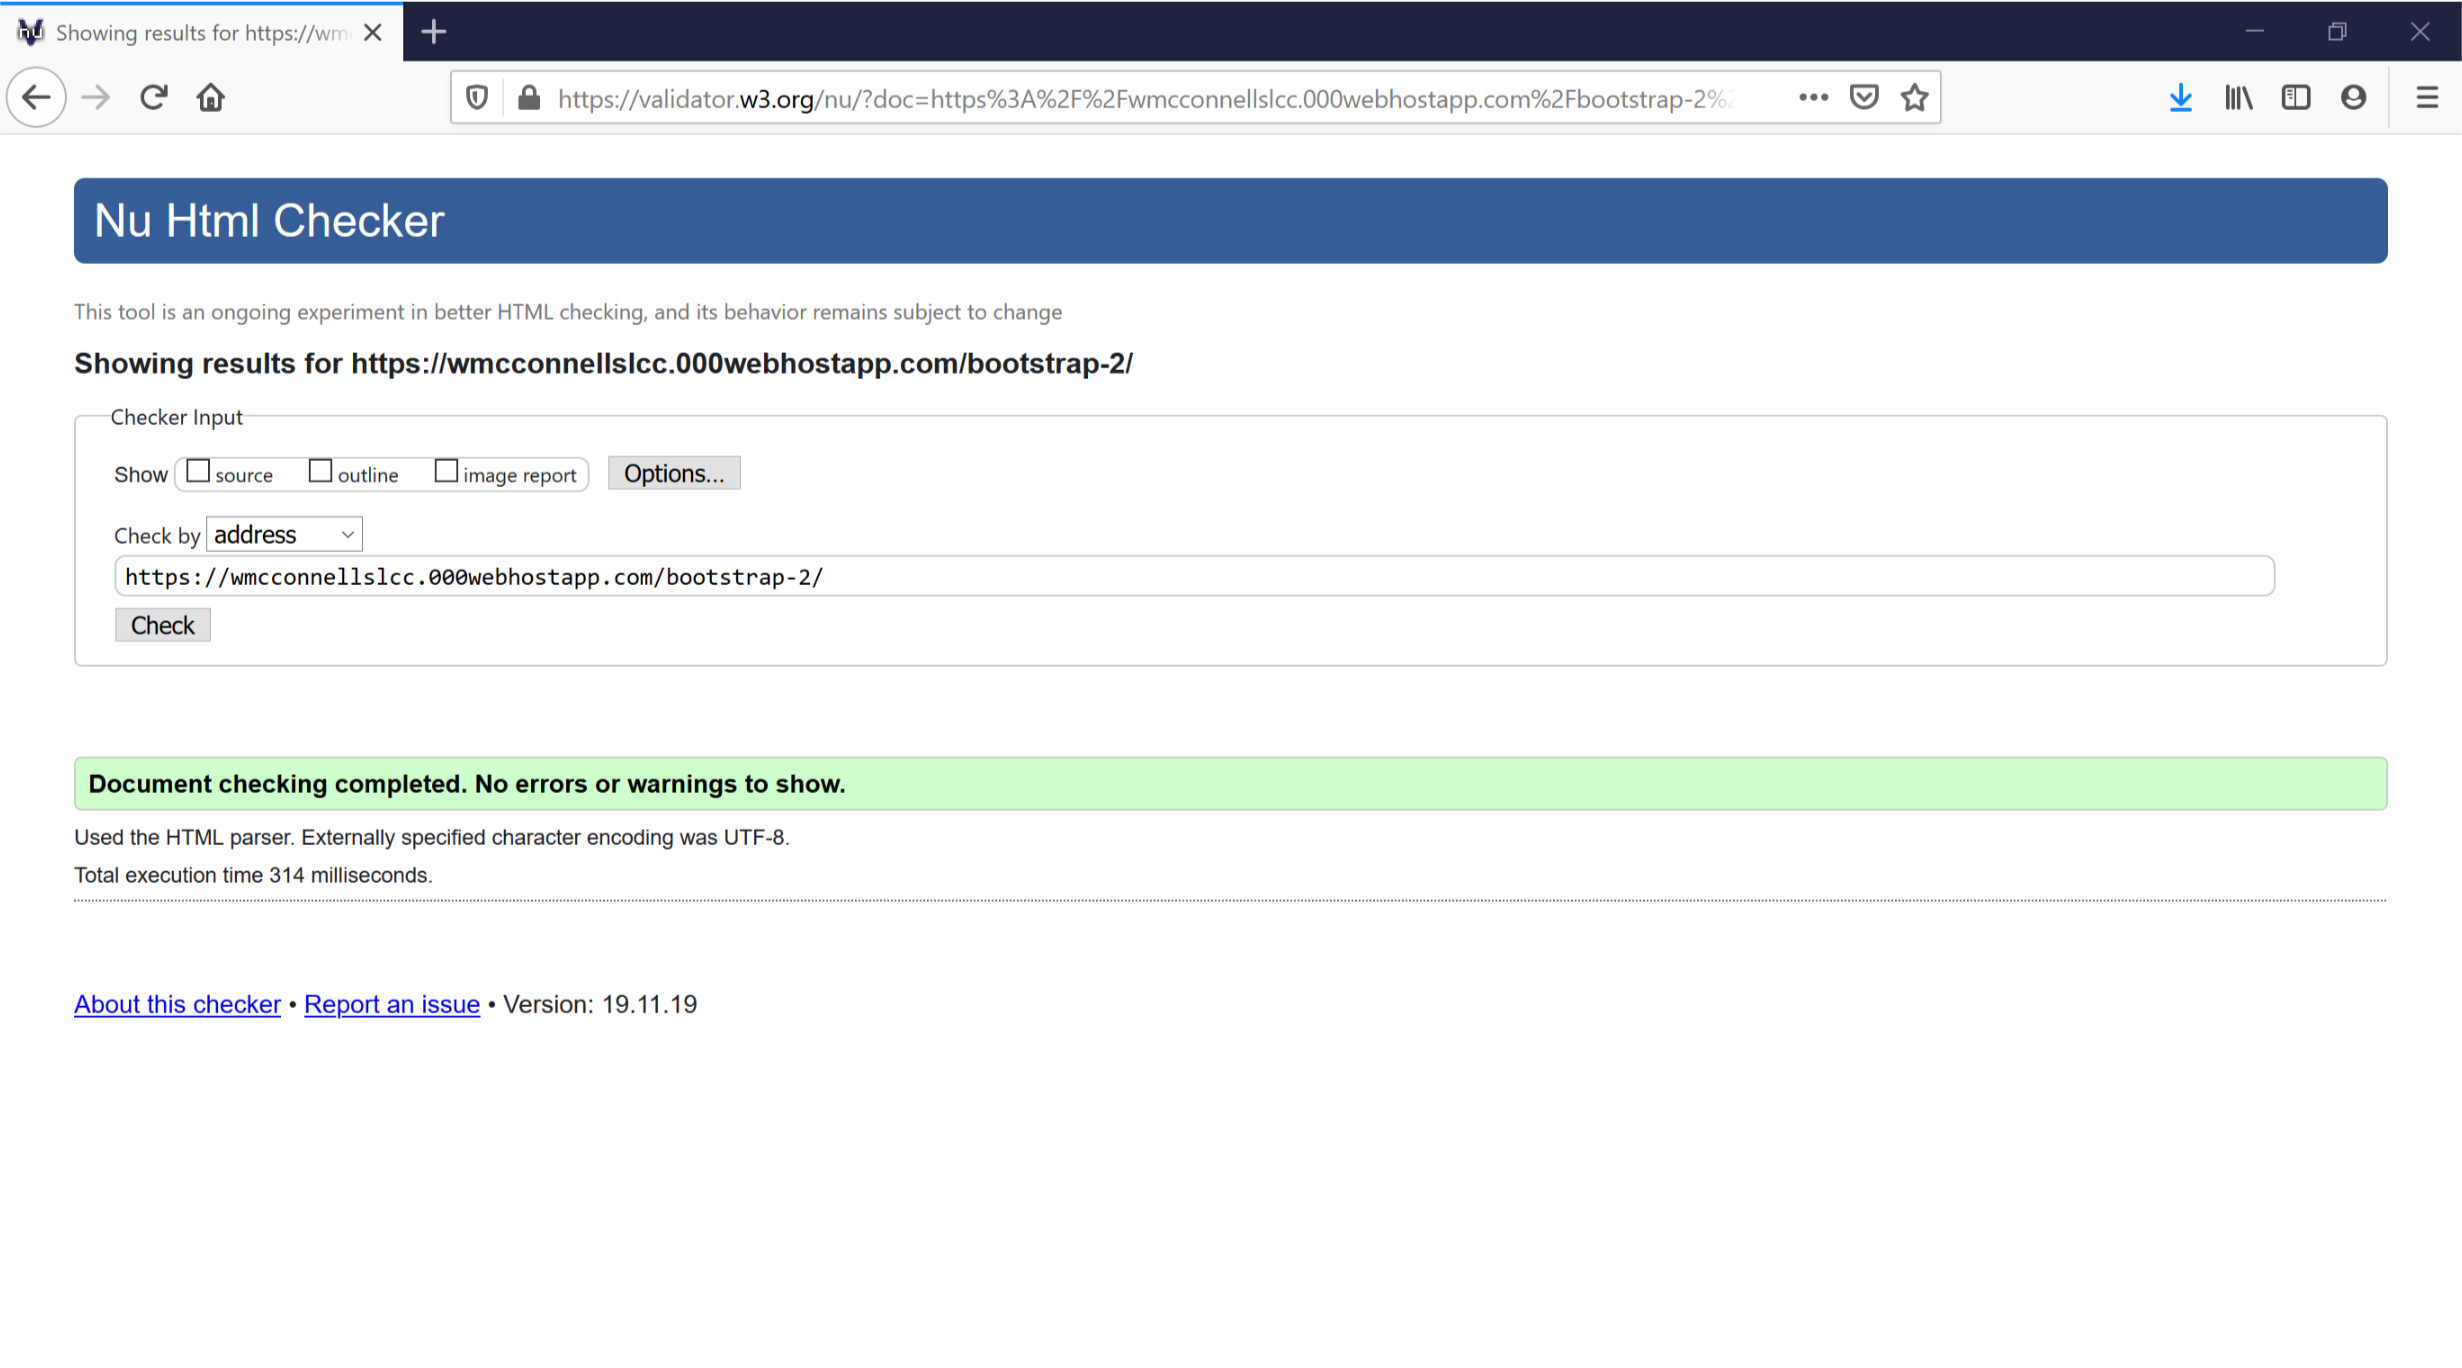 Showing results for https://wm
https://validator.w3.org/nu/?doc=https%3A%2F%2Fwmcconnellslcc.000webhostapp.com%2Fbootstrap-2%2
Nu Html Checker
This tool is an ongoing experiment in better HTML checking, and its behavior remains subject to change
Showing results for https://wmcconnellslcc.000webhostapp.com/bootstrap-2/
Checker Input
Show source outline image report Options...
Check by address
https://wmcconnellslcc.000webhostapp.com/bootstrap-2/
Check
Document checking completed. No errors or warnings to show.
Used the HTML parser. Externally specified character encoding was UTF-8.
Total execution time 314 milliseconds.
About this checker • Report an issue • Version: 19.11.19